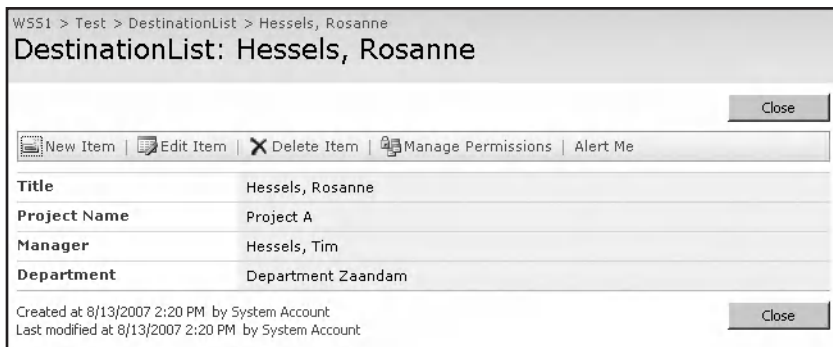 WSS1 > Test > DestinationList > Hessels, Rosanne
DestinationList: Hessels, Rosanne
Close
New Item | Edit Item | Delete Item | Manage Permissions | Alert Me
Title Hessels, Rosanne
Project Name Project A
Manager Hessels, Tim
Department Department Zaandam
Created at 8/13/2007 2:20 PM by System Account
Last modified at 8/13/2007 2:20 PM by System Account
Close